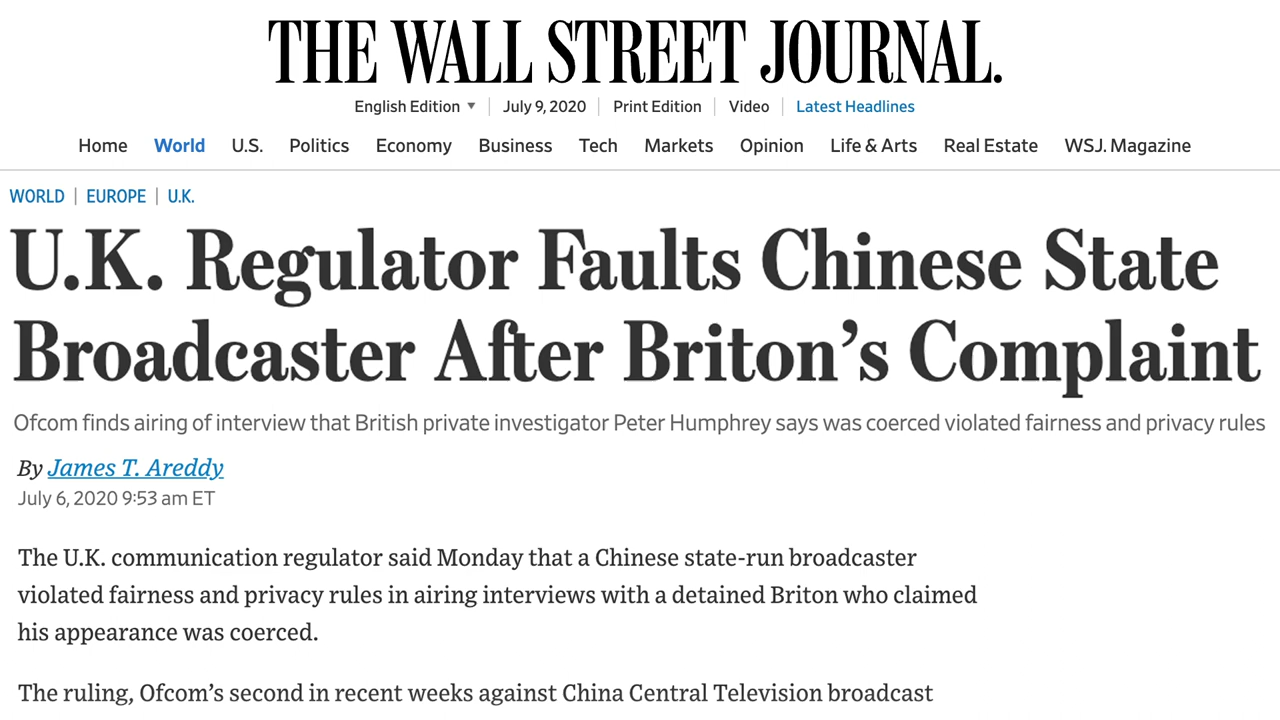 THE WALL STREET JOURNAL.
English Edition ▼ | July 9, 2020 | Print Edition | Video | Latest Headlines
Home World U.S. Politics Economy Business Tech Markets Opinion Life & Arts Real Estate WSJ. Magazine
WORLD | EUROPE | U.K.
U.K. Regulator Faults Chinese State
Broadcaster After Briton’s Complaint
Ofcom finds airing of interview that British private investigator Peter Humphrey says was coerced violated fairness and privacy rules
By James T. Areddy
July 6, 2020 9:53 am ET
The U.K. communication regulator said Monday that a Chinese state-run broadcaster
violated fairness and privacy rules in airing interviews with a detained Briton who claimed
his appearance was coerced.
The ruling, Ofcom’s second in recent weeks against China Central Television broadcast